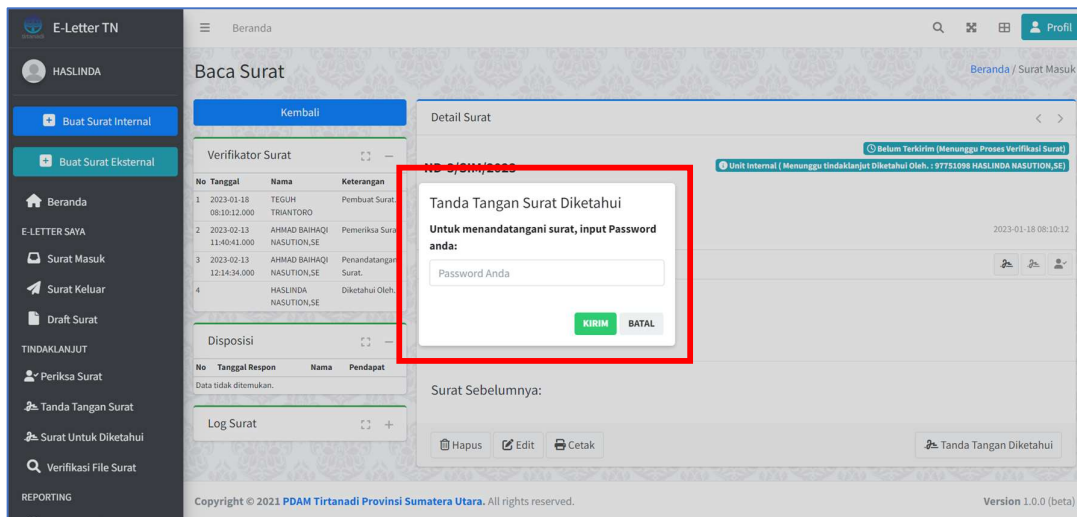 E-Letter TN
Beranda
Profil
HASLINDA
Baca Surat
Beranda / Surat Masuk
Buat Surat Internal
Buat Surat Eksternal
Beranda
E-LETTER SAYA
Surat Masuk
Surat Keluar
Draft Surat
TINDAKLANJUT
Periksa Surat
Tanda Tangan Surat
Surat Untuk Diketahui
Verifikasi File Surat
REPORTING
Kembali
Verifikator Surat
No Tanggal Nama Keterangan
1 2023-01-18 08:10:12.000 TEGUH TRIANTORO Pembuat Surat.
2 2023-02-13 11:40:41.000 AHMAD BAIHAQI NASUTION,SE Pemeriksa Sura
3 2023-02-13 12:14:34.000 AHMAD BAIHAQI NASUTION,SE Penandatangan Surat.
4 HASLINDA NASUTION,SE Diketahui Oleh.
Disposisi
No Tanggal Respon Nama Pendapat
Data tidak ditemukan.
Log Surat
Detail Surat
Belum Terkirim (Menunggu Proses Verifikasi Surat)
Unit Internal ( Menunggu tindaklanjut Diketahui Oleh. : 97751098 HASLINDA NASUTION,SE)
2023-01-18 08:10:12
Tanda Tangan Surat Diketahui
Untuk menandatangani surat, input Password
anda:
Password Anda
KIRIM BATAL
Surat Sebelumnya:
Hapus Edit Cetak
Tanda Tangan Diketahui
Copyright © 2021 PDAM Tirtanadi Provinsi Sumatera Utara. All rights reserved.
Version 1.0.0 (beta)